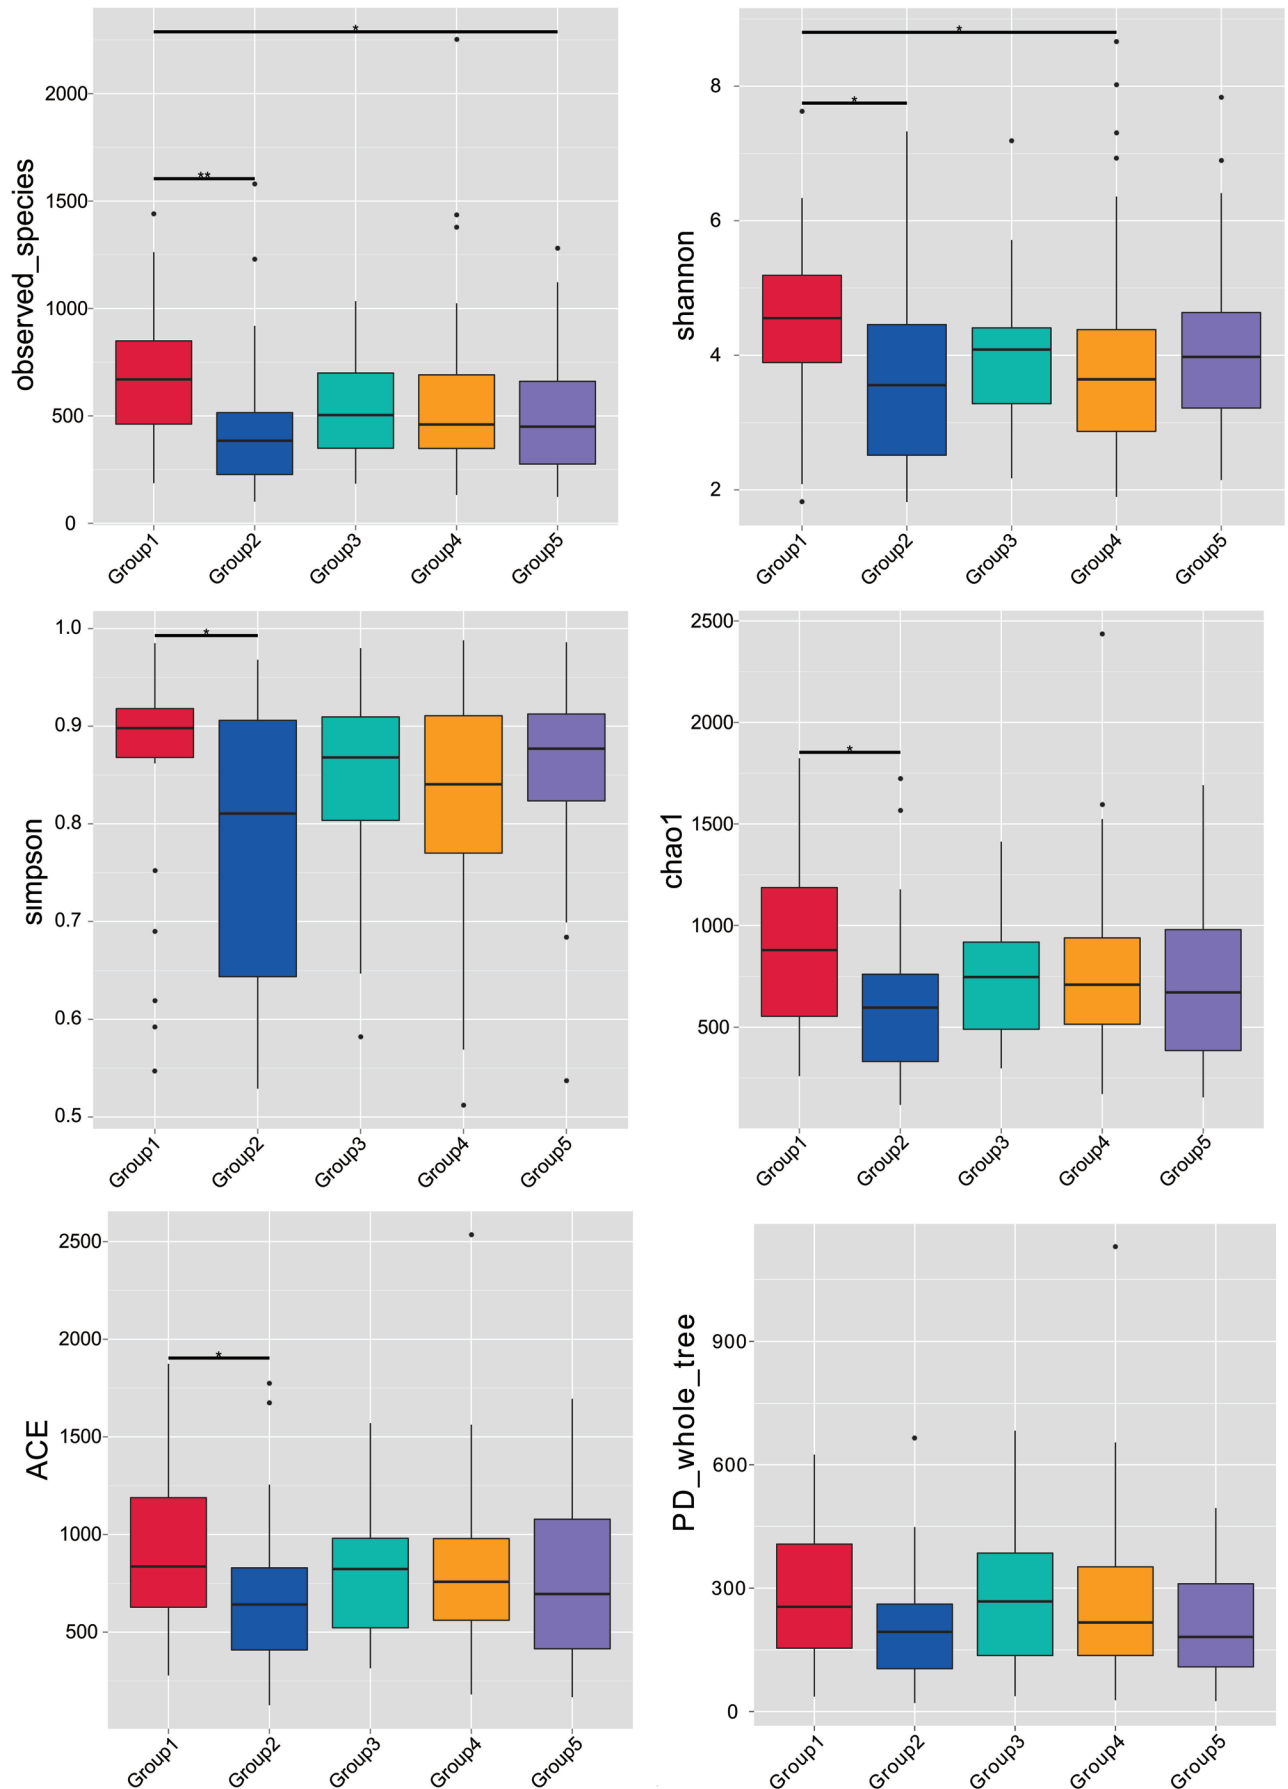 observed_species
2000
1500
1000
500
0
*
**
Group1
Group2
Group3
Group4
Group5
shannon
8
6
4
2
*
*
Group1
Group2
Group3
Group4
Group5
simpson
1.0
0.9
0.8
0.7
0.6
0.5
*
Group1
Group2
Group3
Group4
Group5
chao1
2500
2000
1500
1000
500
*
Group1
Group2
Group3
Group4
Group5
ACE
2500
2000
1500
1000
500
*
Group1
Group2
Group3
Group4
Group5
PD_whole_tree
900
600
300
0
Group1
Group2
Group3
Group4
Group5